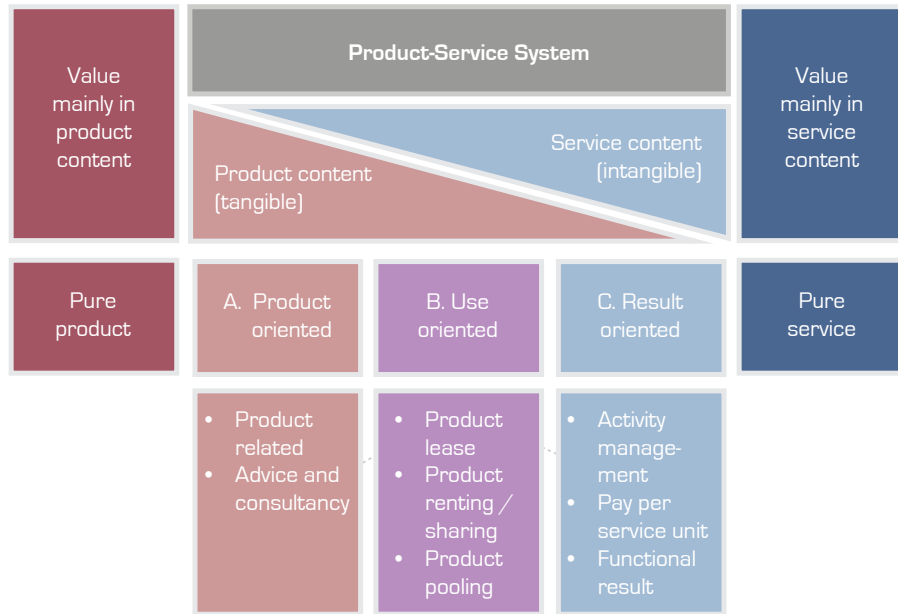 Value
mainly in
product
content
Product-Service System
Value
mainly in
service
content
Service content
(intangible)
Product content
(tangible)
Pure
product
A. Product
oriented
B. Use
oriented
C. Result
oriented
Pure
service
• Product
related
• Advice and
consultancy
• Product
lease
• Product
renting /
sharing
• Product
pooling
• Activity
manage-
ment
• Pay per
service unit
• Functional
result